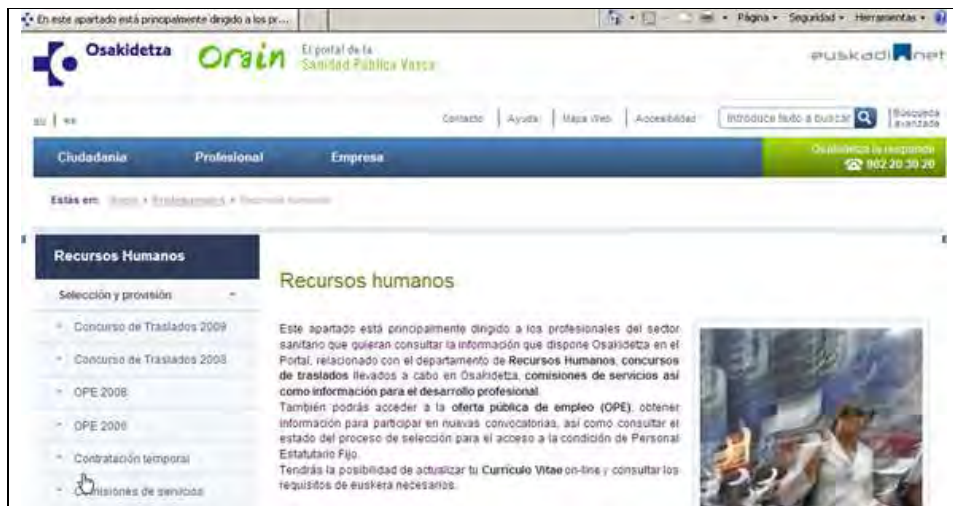 En este apartado está principalmente dirigido a los pr...
Página
Seguridad
Herramientas
Osakidetza
Orain
El portal de la
Sanidad Pública Vasca
euskadi.net
eu | es
Contacto | Ayuda | Mapa Web | Accesibilidad
Introduce texto a buscar
Búsqueda
avanzada
Ciudadanía
Profesional
Empresa
Osakidetza le responde
902 20 30 20
Estás en: Inicio Profesionales Recursos humanos
Recursos Humanos
Selección y provisión
Concurso de Traslados 2009
Concurso de Traslados 2008
OPE 2008
OPE 2006
Contratación temporal
Comisiones de servicios
Recursos humanos
Este apartado está principalmente dirigido a los profesionales del sector
sanitario que quieran consultar la información que dispone Osakidetza en el
Portal, relacionado con el departamento de Recursos Humanos, concursos
de traslados llevados a cabo en Osakidetza, comisiones de servicios así
como información para el desarrollo profesional.
También podrás acceder a la oferta pública de empleo (OPE), obtener
información para participar en nuevas convocatorias, así como consultar el
estado del proceso de selección para el acceso a la condición de Personal
Estatutario Fijo.
Tendrás la posibilidad de actualizar tu Currículo Vitae on-line y consultar los
requisitos de euskera necesarios.